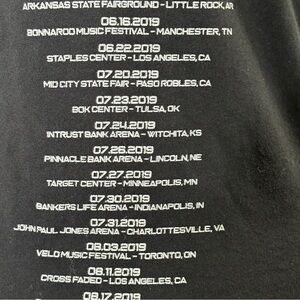 ARKANSAS STATE FAIRGROUND - LITTLE ROCK, AR
06.16.2019
BONNAROO MUSIC FESTIVAL - MANCHESTER, TN
06.22.2019
STAPLES CENTER - LOS ANGELES, CA
07.20.2019
MID CITY STATE FAIR - PASO ROBLES, CA
07.23.2019
BOK CENTER - TULSA, OK
07.24.2019
INTRUST BANK ARENA - WITCHITA, KS
07.26.2019
PINNACLE BANK ARENA - LINCOLN, NE
07.27.2019
TARGET CENTER - MINNEAPOLIS, MN
07.30.2019
BANKERS LIFE ARENA - INDIANAPOLIS, IN
07.31.2019
JOHN PAUL JONES ARENA - CHARLOTTESVILLE, VA
08.03.2019
VELD MUSIC FESTIVAL - TORONTO, ON
08.11.2019
CROSS FADED - LOS ANGELES, CA
08.17.2019